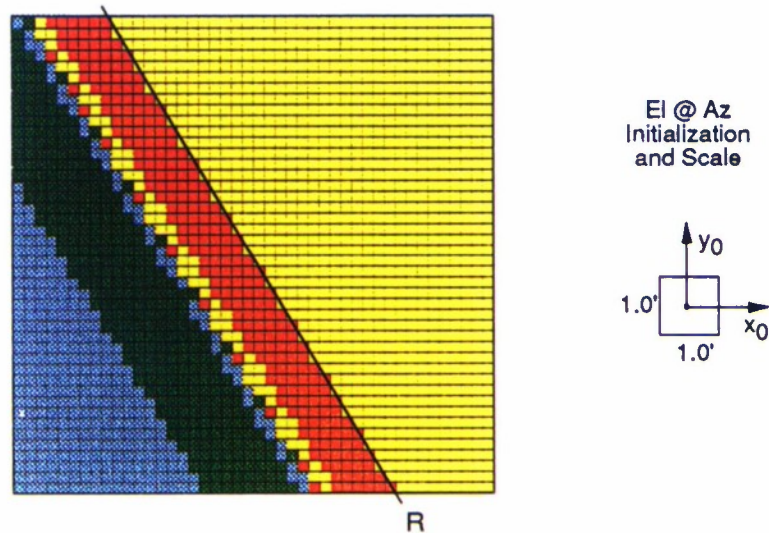 El @ Az
Initialization
and Scale
y0
1.0'
x0
1.0'
R